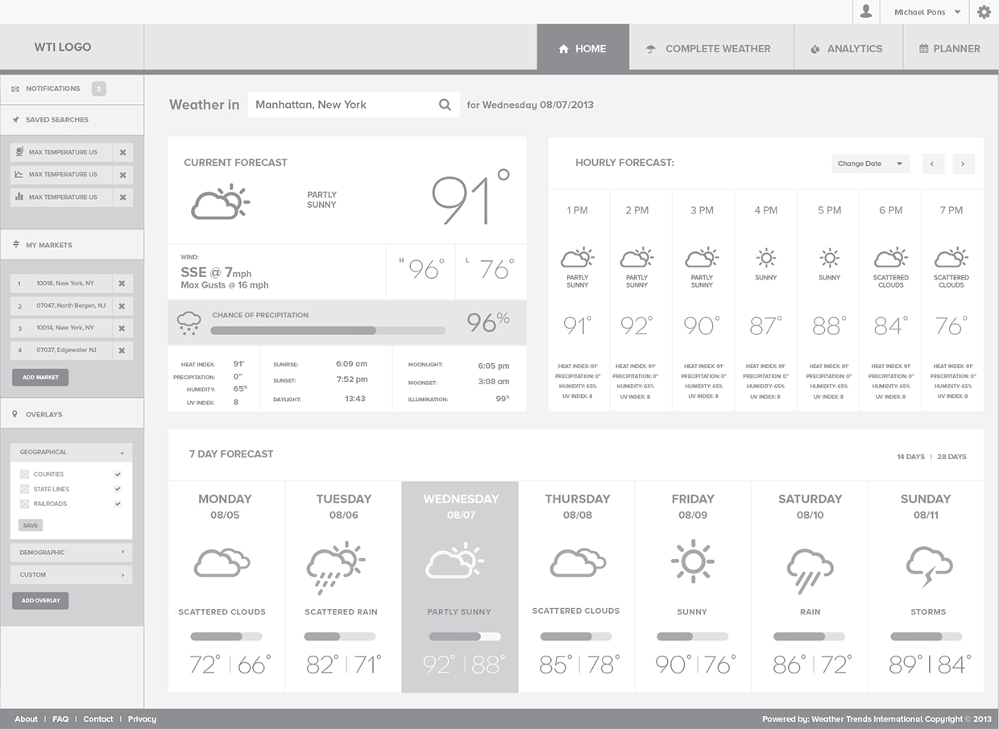 Michael Pons
WTI LOGO
HOME
COMPLETE WEATHER
ANALYTICS
PLANNER
NOTIFICATIONS 3
SAVED SEARCHES
MAX TEMPERATURE US
MAX TEMPERATURE US
MAX TEMPERATURE US
MY MARKETS
1 10018, New York, NY
2 07047, North Bergen, NJ
3 10014, New York, NY
4 07037, Edgewater NJ
ADD MARKET
OVERLAYS
GEOGRAPHICAL
COUNTIES
STATE LINES
RAILROADS
SAVE
DEMOGRAPHIC
CUSTOM
ADD OVERLAY
Weather in Manhattan, New York for Wednesday 08/07/2013
CURRENT FORECAST
PARTLY
SUNNY
91°
WIND:
SSE @ 7mph
Max Gusts @ 16 mph
H 96° L 76°
CHANCE OF PRECIPITATION
96%
HEAT INDEX: 91°
PRECIPITATION: 0"
HUMIDITY: 65%
UV INDEX: 8
SUNRISE: 6:09 am
SUNSET: 7:52 pm
DAYLIGHT: 13:43
MOONLIGHT: 6:05 pm
MOONSET: 3:08 am
ILLUMINATION: 99%
HOURLY FORECAST:
Change Date
1 PM 2 PM 3 PM 4 PM 5 PM 6 PM 7 PM
PARTLY PARTLY PARTLY SUNNY SUNNY SCATTERED SCATTERED
SUNNY SUNNY SUNNY CLOUDS CLOUDS
91° 92° 90° 87° 88° 84° 76°
HEAT INDEX: 91° HEAT INDEX: 91° HEAT INDEX: 91° HEAT INDEX: 91° HEAT INDEX: 91° HEAT INDEX: 91° HEAT INDEX: 91°
PRECIPITATION: 0" PRECIPITATION: 0" PRECIPITATION: 0" PRECIPITATION: 0" PRECIPITATION: 0" PRECIPITATION: 0" PRECIPITATION: 0"
HUMIDITY: 65% HUMIDITY: 65% HUMIDITY: 65% HUMIDITY: 65% HUMIDITY: 65% HUMIDITY: 65% HUMIDITY: 65%
UV INDEX: 8 UV INDEX: 8 UV INDEX: 8 UV INDEX: 8 UV INDEX: 8 UV INDEX: 8 UV INDEX: 8
7 DAY FORECAST
14 DAYS | 28 DAYS
MONDAY TUESDAY WEDNESDAY THURSDAY FRIDAY SATURDAY SUNDAY
08/05 08/06 08/07 08/08 08/09 08/10 08/11
SCATTERED CLOUDS SCATTERED RAIN PARTLY SUNNY SCATTERED CLOUDS SUNNY RAIN STORMS
72° | 66° 82° | 71° 92° | 88° 85° | 78° 90° | 76° 86° | 72° 89° | 84°
About | FAQ | Contact | Privacy
Powered by: Weather Trends International Copyright © 2013